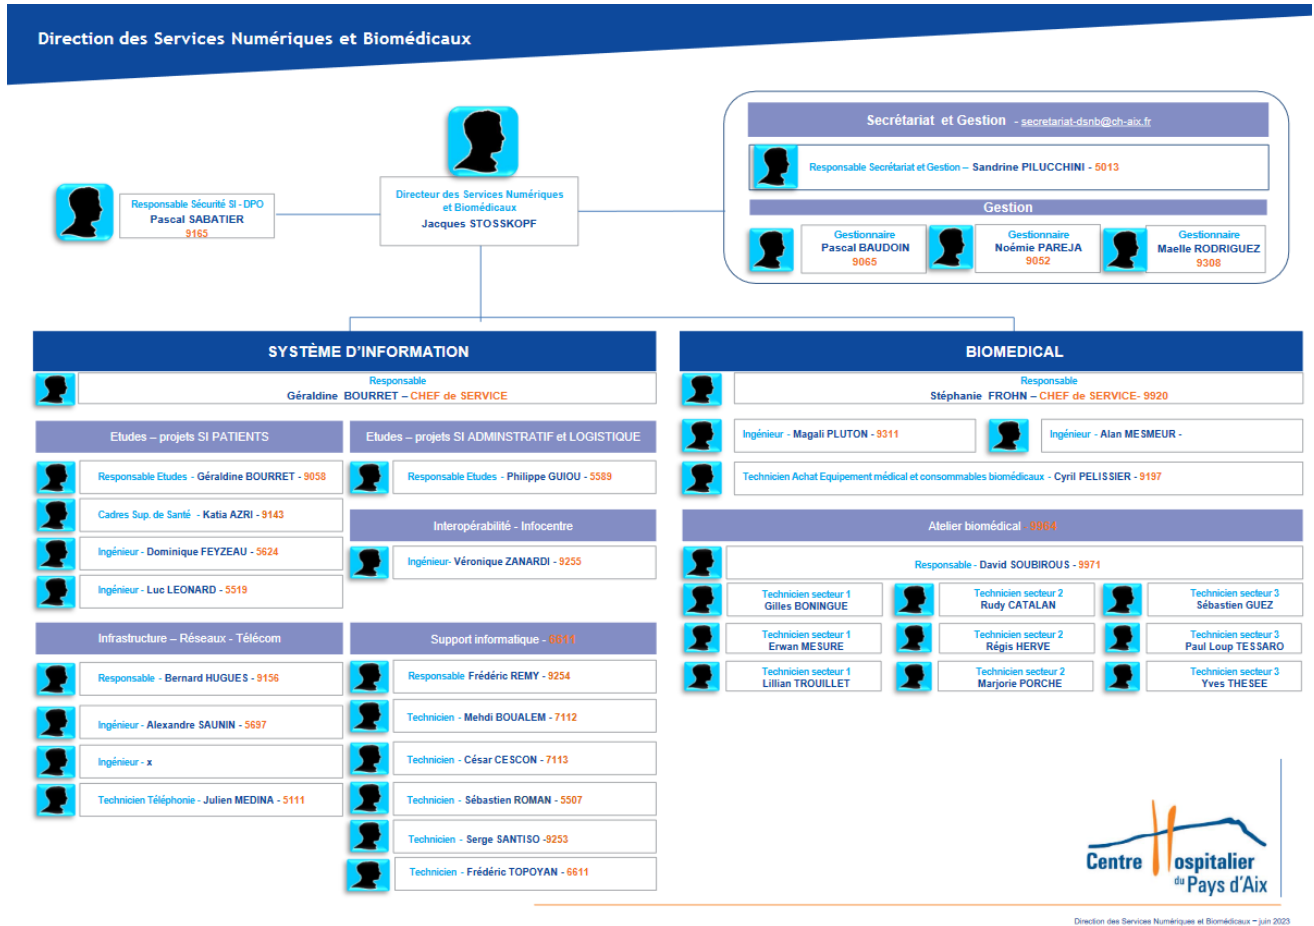 Direction des Services Numériques et Biomédicaux
Secrétariat et Gestion - secretariat-dsnb@ch-aix.fr
Responsable Secrétariat et Gestion – Sandrine PILUCCHINI - 5013
Responsable Sécurité SI - DPO
Pascal SABATIER
9165
Directeur des Services Numériques
et Biomédicaux
Jacques STOSSKOPF
Gestion
Gestionnaire
Pascal BAUDOIN
9065
Gestionnaire
Noémie PAREJA
9052
Gestionnaire
Maelle RODRIGUEZ
9308
SYSTÈME D'INFORMATION
Responsable
Géraldine BOURRET – CHEF de SERVICE
Etudes – projets SI PATIENTS
Responsable Etudes - Géraldine BOURRET - 9058
Cadres Sup. de Santé - Katia AZRI - 9143
Ingénieur - Dominique FEYZEAU - 5624
Ingénieur - Luc LEONARD - 5519
Etudes – projets SI ADMINSTRATIF et LOGISTIQUE
Responsable Etudes - Philippe GUIOU - 5589
Interopérabilité - Infocentre
Ingénieur- Véronique ZANARDI - 9255
Infrastructure – Réseaux - Télécom
Responsable - Bernard HUGUES - 9156
Ingénieur - Alexandre SAUNIN - 5697
Ingénieur - x
Technicien Téléphonie - Julien MEDINA - 5111
Support informatique - 6611
Responsable Frédéric REMY - 9254
Technicien - Mehdi BOUALEM - 7112
Technicien - César CESCON - 7113
Technicien - Sébastien ROMAN - 5507
Technicien - Serge SANTISO -9253
Technicien - Frédéric TOPOYAN - 6611
BIOMEDICAL
Responsable
Stéphanie FROHN – CHEF de SERVICE- 9920
Ingénieur - Magali PLUTON - 9311
Ingénieur - Alan MESMEUR -
Technicien Achat Equipement médical et consommables biomédicaux - Cyril PELISSIER - 9197
Atelier biomédical -9964
Responsable - David SOUBIROUS - 9971
Technicien secteur 1
Gilles BONINGUE
Technicien secteur 2
Rudy CATALAN
Technicien secteur 3
Sébastien GUEZ
Technicien secteur 1
Erwan MESURE
Technicien secteur 2
Régis HERVE
Technicien secteur 3
Paul Loup TESSARO
Technicien secteur 1
Lillian TROUILLET
Technicien secteur 2
Marjorie PORCHE
Technicien secteur 3
Yves THESEE
Centre Hospitalier
du Pays d'Aix
Direction des Services Numériques et Biomédicaux – juin 2023